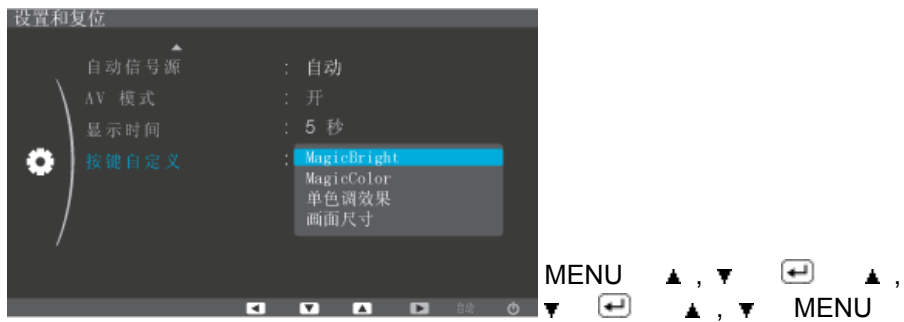 设置和复位
▲
自动信号源 : 自动
AV 模式 : 开
显示时间 : 5 秒
按键自定义 : MagicBright
MagicColor
单色调效果
画面尺寸
◀ ▼ ▲ ▶ 自动
MENU ▲ , ▼ ↵ ▲ ,
▼ ↵ ▲ , ▼ MENU